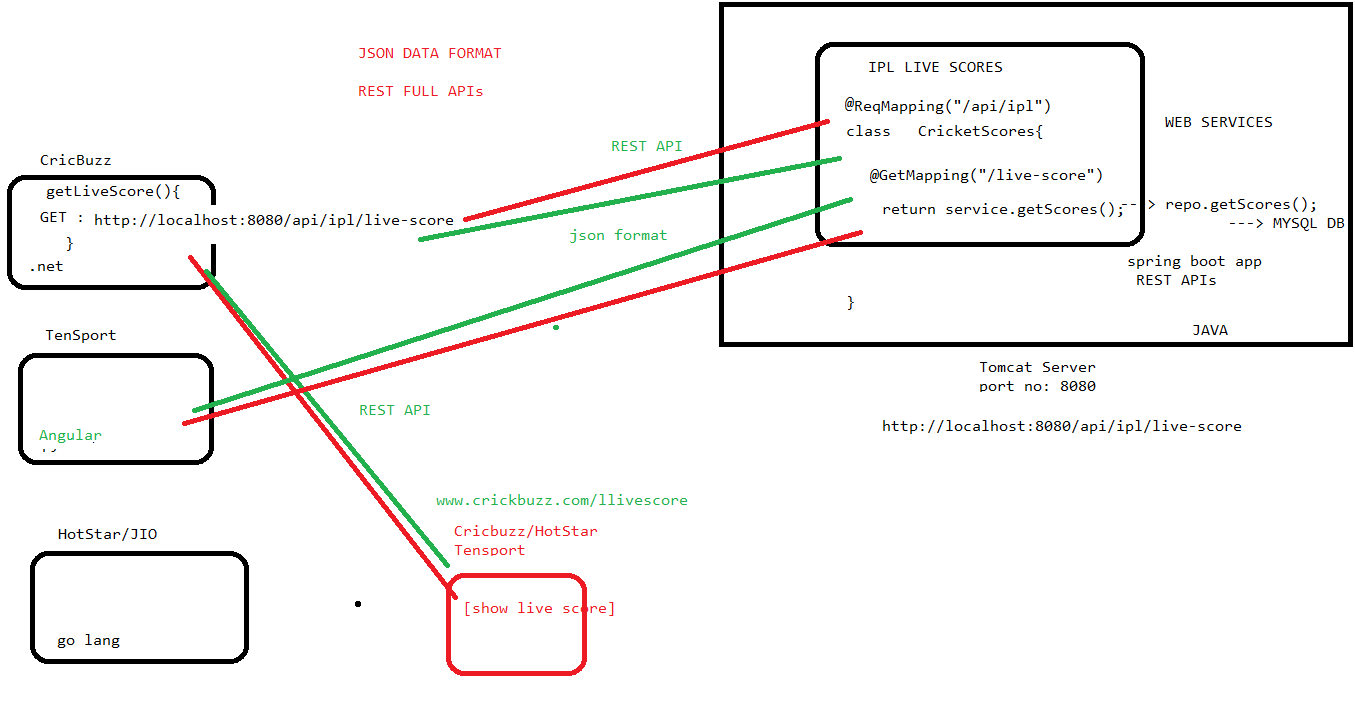 JSON DATA FORMAT
REST FULL APIs
CricBuzz
getLiveScore(){
GET : http://localhost:8080/api/ipl/live-score
}
.net
TenSport
Angular
HotStar/JIO
go lang
REST API
json format
REST API
www.crickbuzz.com/llivescore
Cricbuzz/HotStar
Tensport
[show live score]
IPL LIVE SCORES
@ReqMapping("/api/ipl")
class CricketScores{
@GetMapping("/live-score")
return service.getScores();
--> repo.getScores();
---> MYSQL DB
}
WEB SERVICES
spring boot app
REST APIs
JAVA
Tomcat Server
port no: 8080
http://localhost:8080/api/ipl/live-score